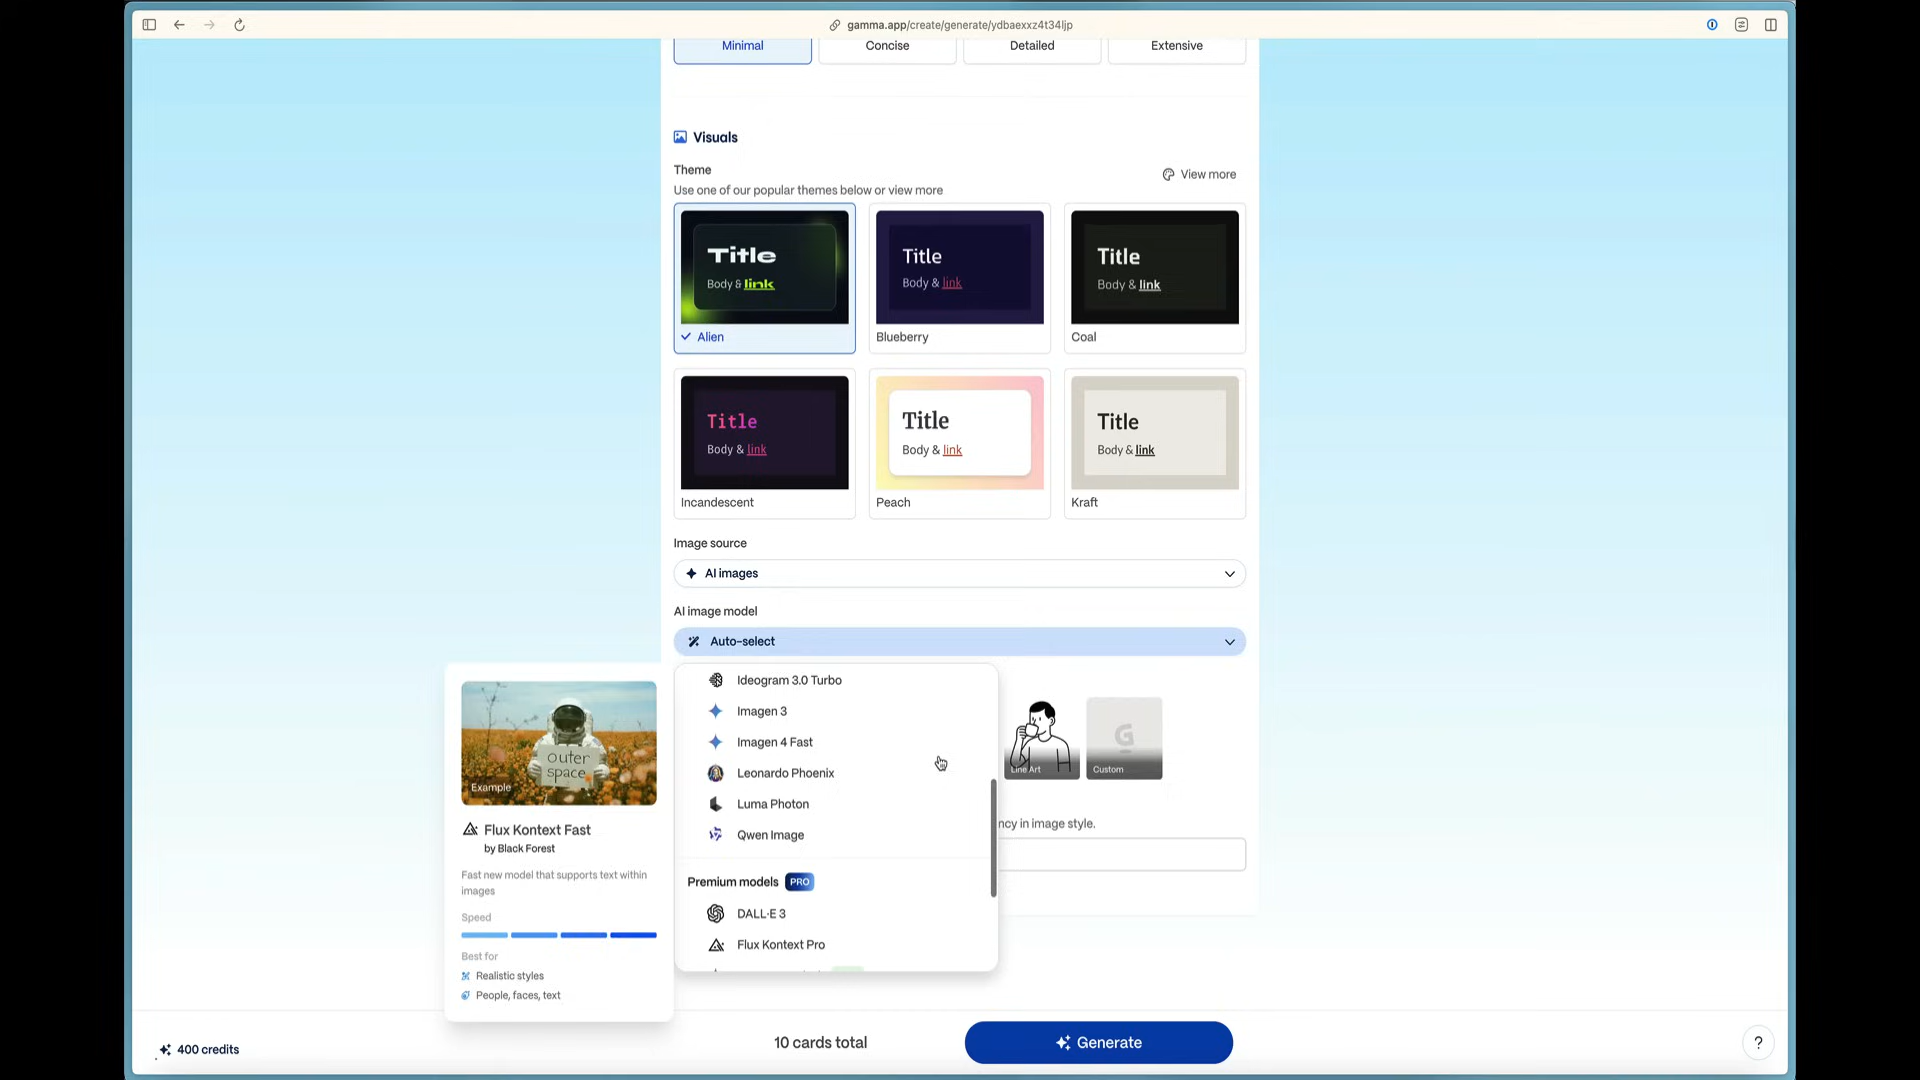 gamma.app/create/generate/ydbaexxz4t34ljp
Minimal
Concise
Detailed
Extensive
Visuals
Theme
View more
Use one of our popular themes below or view more
Title
Body & link
Alien
Title
Body & link
Blueberry
Title
Body & link
Coal
Title
Body & link
Incandescent
Title
Body & link
Peach
Title
Body & link
Kraft
Image source
AI images
AI image model
Auto-select
Ideogram 3.0 Turbo
Imagen 3
Imagen 4 Fast
Leonardo Phoenix
Luma Photon
Qwen Image
Premium models PRO
DALL·E 3
Flux Kontext Pro
outer
space
Example
Flux Kontext Fast
by Black Forest
Fast new model that supports text within
images
Speed
Best for
Realistic styles
People, faces, text
Line Art
Custom
ncy in image style.
400 credits
10 cards total
Generate
?